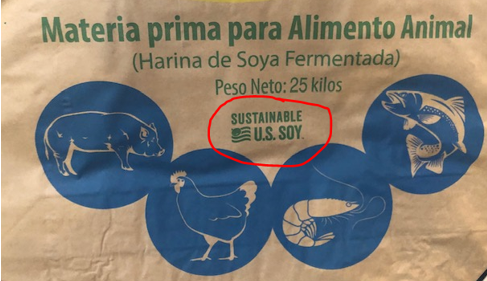 Materia prima para Alimento Animal
(Harina de Soya Fermentada)
Peso Neto: 25 kilos
SUSTAINABLE
U.S. SOY